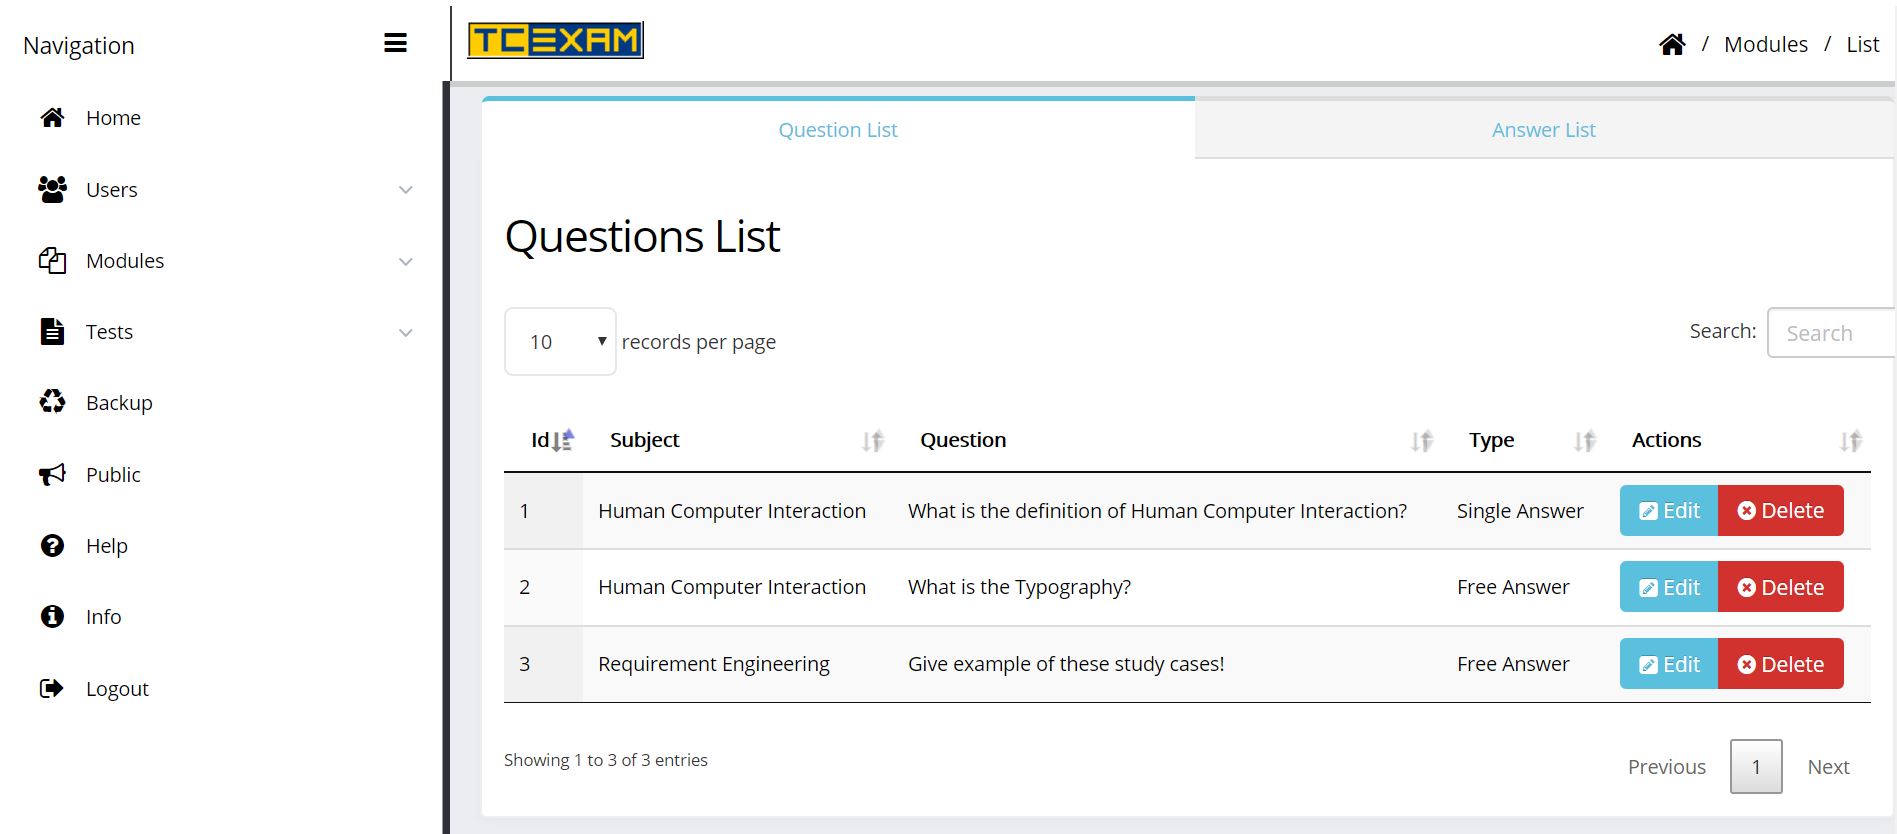 Navigation
Home
Users
Modules
Tests
Backup
Public
Help
Info
Logout
TCEXAM
/ Modules / List
Question List
Answer List
Questions List
10 records per page
Search: Search
Id Subject Question Type Actions
1 Human Computer Interaction What is the definition of Human Computer Interaction? Single Answer Edit Delete
2 Human Computer Interaction What is the Typography? Free Answer Edit Delete
3 Requirement Engineering Give example of these study cases! Free Answer Edit Delete
Showing 1 to 3 of 3 entries
Previous 1 Next